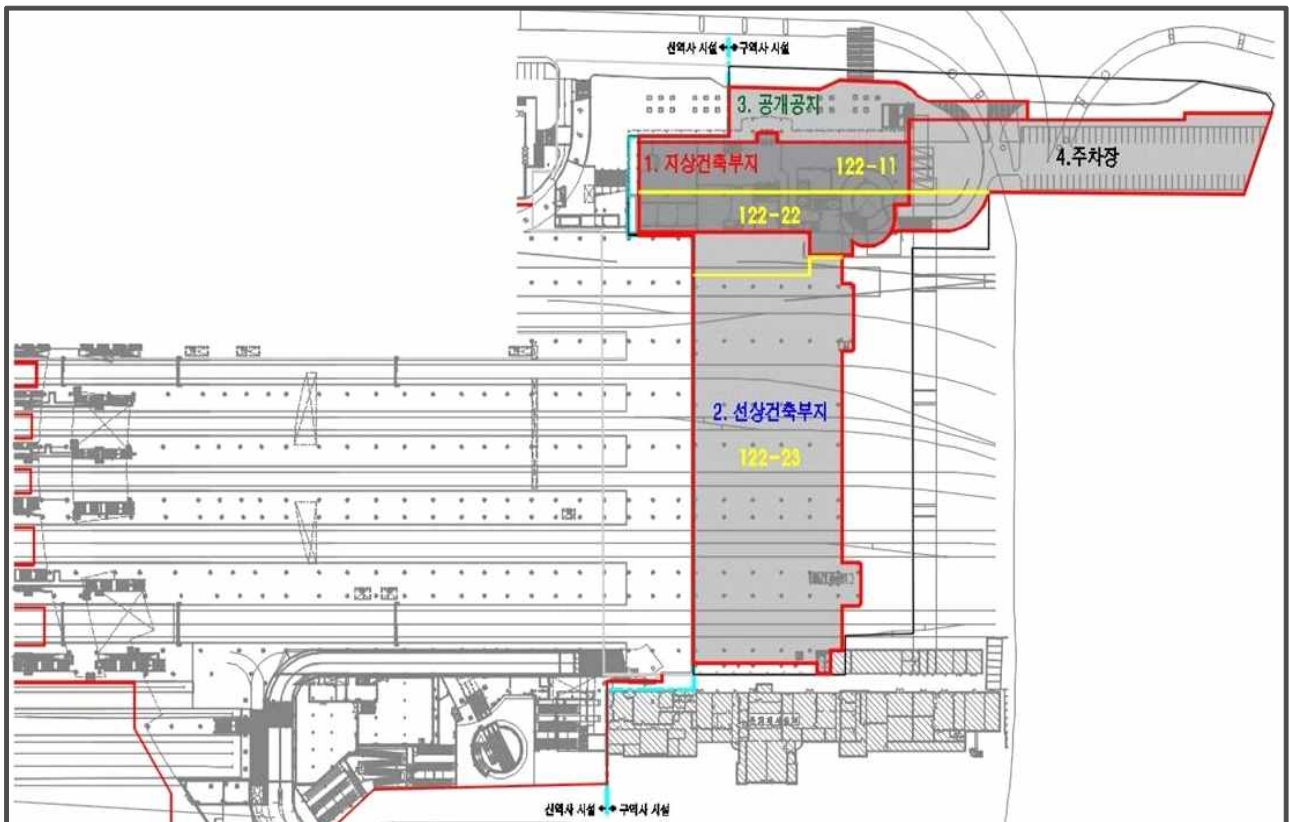 신역사 시설 ◆◆ 구역사 시설
3. 공개공지
1. 지상건축부지
122-11
4.주차장
122-22
2. 선상건축부지
122-23
신역사 시설 ◆◆ 구역사 시설